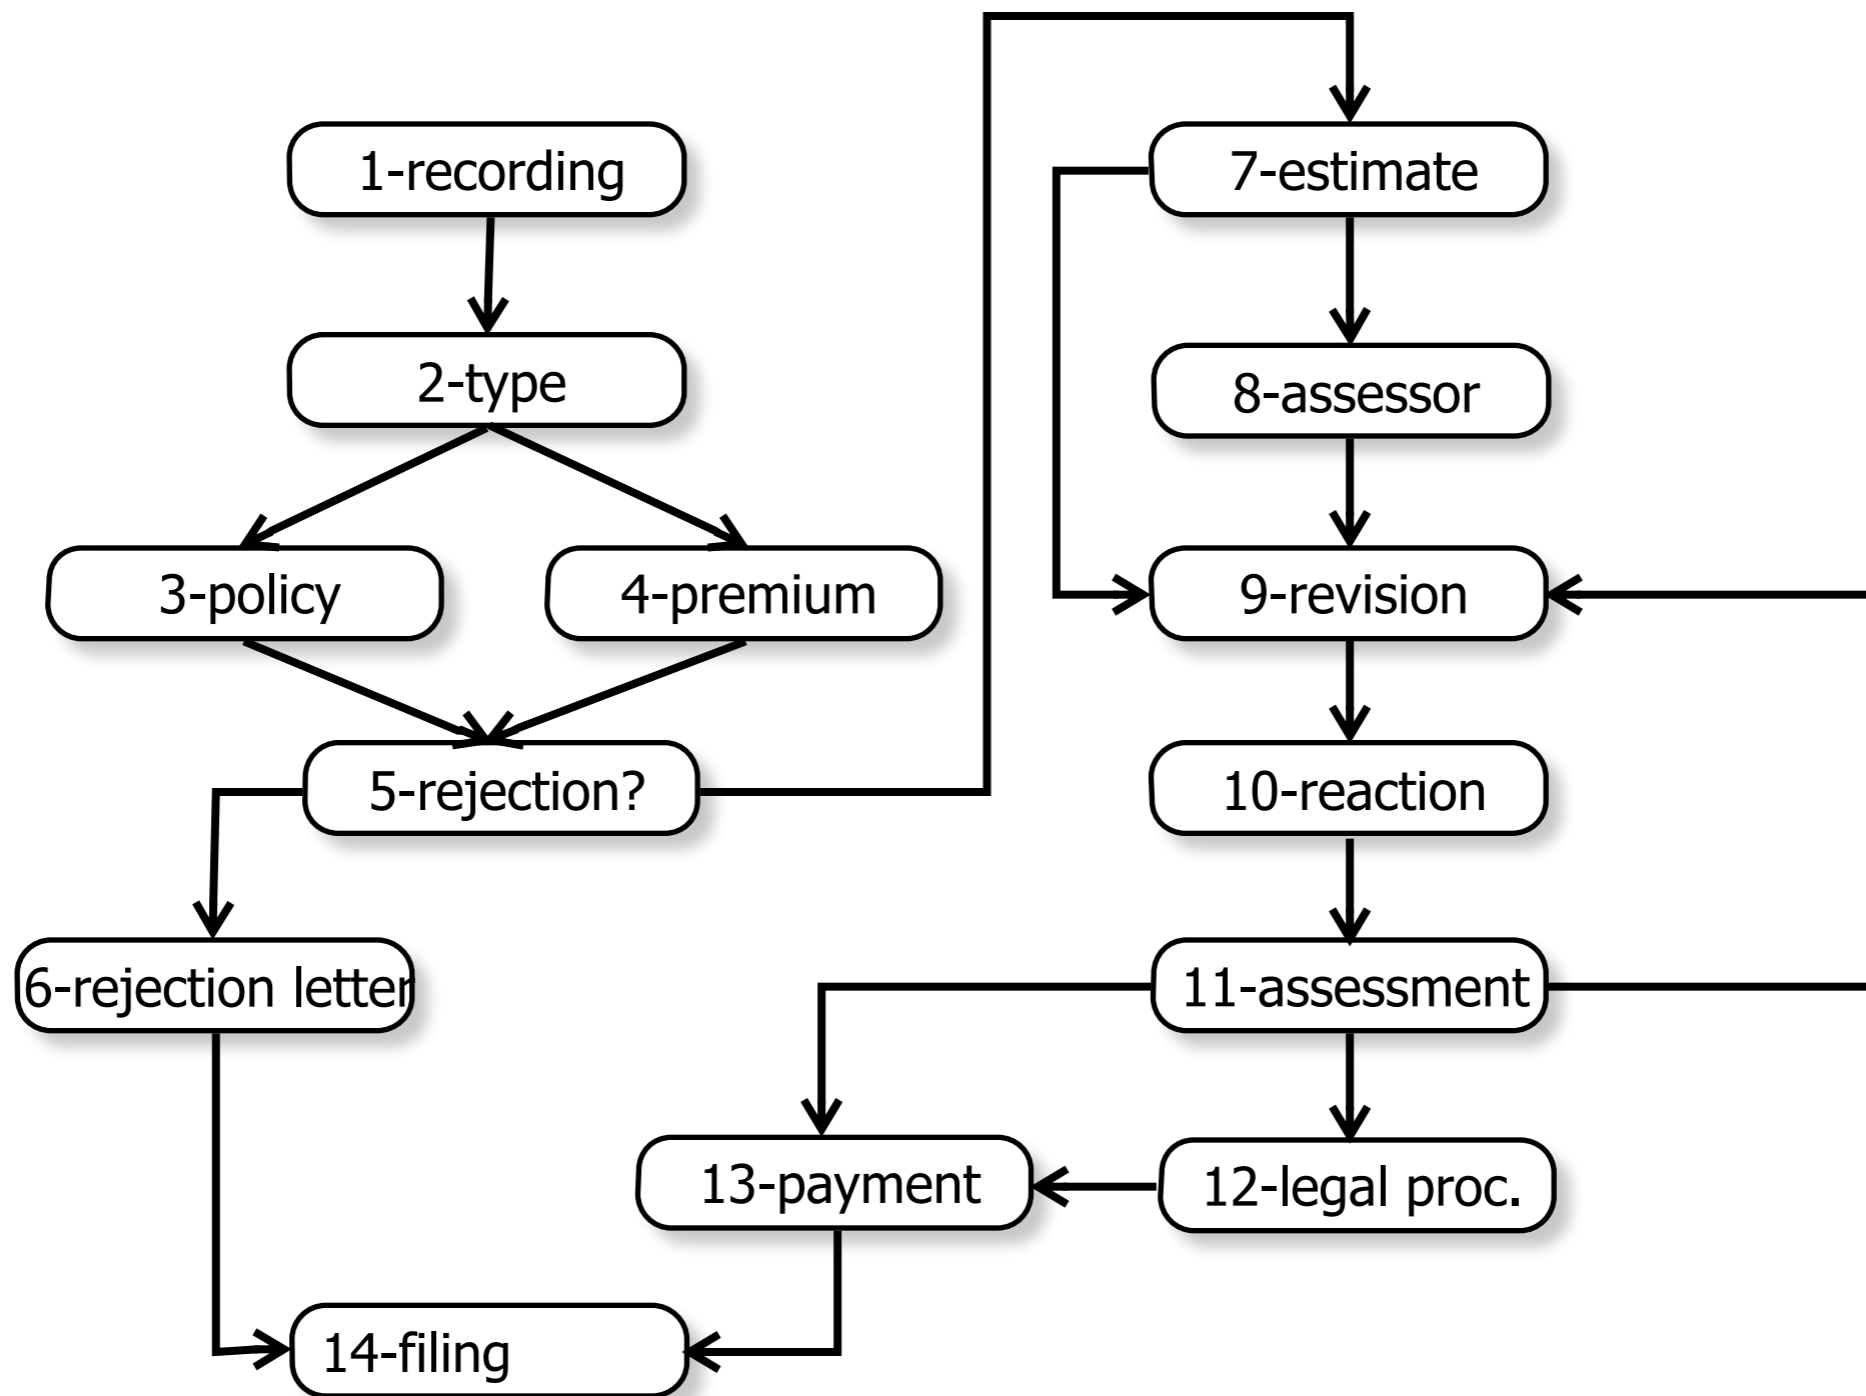 1-recording
2-type
3-policy
4-premium
5-rejection?
6-rejection letter
7-estimate
8-assessor
9-revision
10-reaction
11-assessment
12-legal proc.
13-payment
14-filing